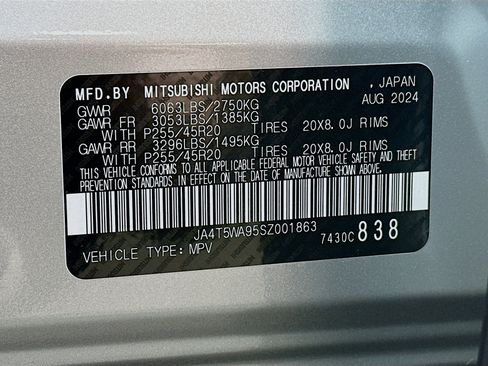 MFD.BY MITSUBISHI MOTORS CORPORATION , JAPAN
GVWR 6063LBS/2750KG AUG 2024
GAWR FR 3053LBS/1385KG
WITH P255/45R20 TIRES 20X8.0J RIMS
GAWR RR 3296LBS/1495KG
WITH P255/45R20 TIRES 20X8.0J RIMS
THIS VEHICLE CONFORMS TO ALL APPLICABLE FEDERAL MOTOR VEHICLE SAFETY AND THEFT
PREVENTION STANDARDS IN EFFECT ON THE DATE OF MANUFACTURE SHOWN ABOVE.
JA4T5WA95SZ001863 7430C 838
VEHICLE TYPE: MPV